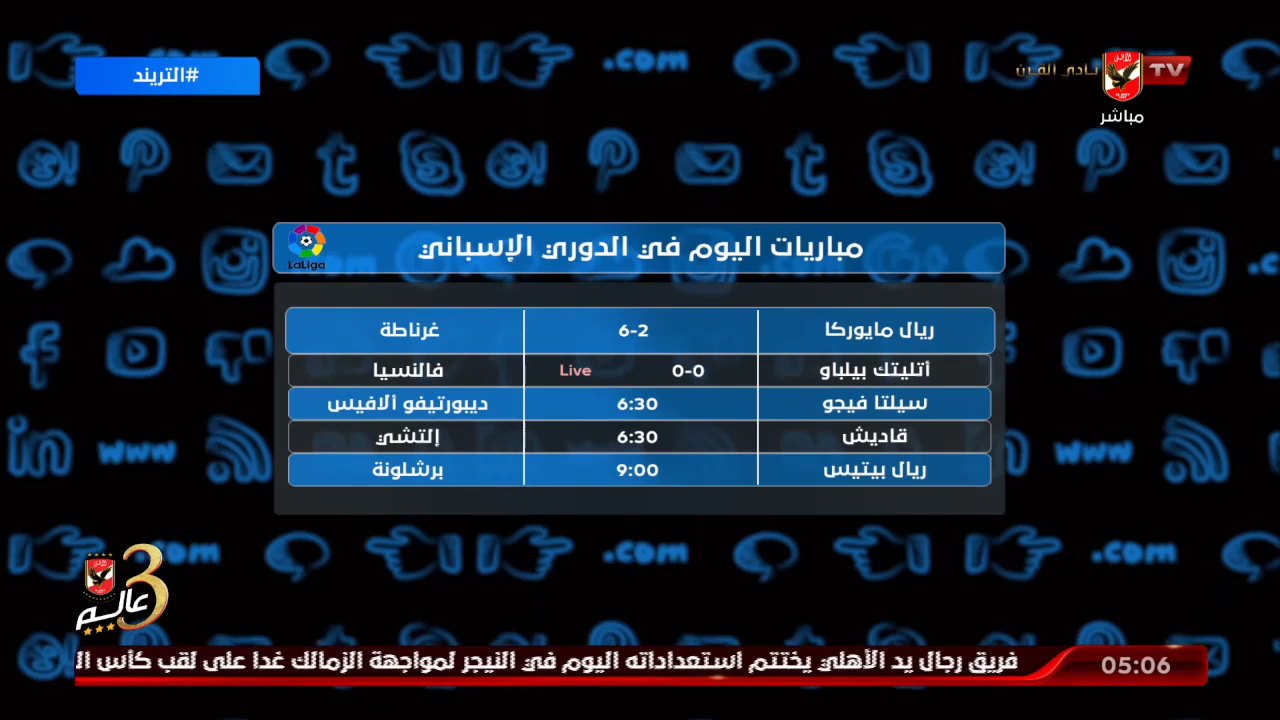 #التريند
نادي القرن TV
مباشر
مباريات اليوم في الدوري الإسباني
LaLiga
ريال مايوركا 6-2 غرناطة
أتليتك بيلباو 0-0 Live فالنسيا
سيلتا فيجو 6:30 ديبورتيفو ألافيس
قاديش 6:30 إلتشي
ريال بيتيس 9:00 برشلونة
3 عالم
05:06 فريق رجال يد الأهلي يختتم استعداداته اليوم في النيجر لمواجهة الزمالك غدا على لقب كأس ال